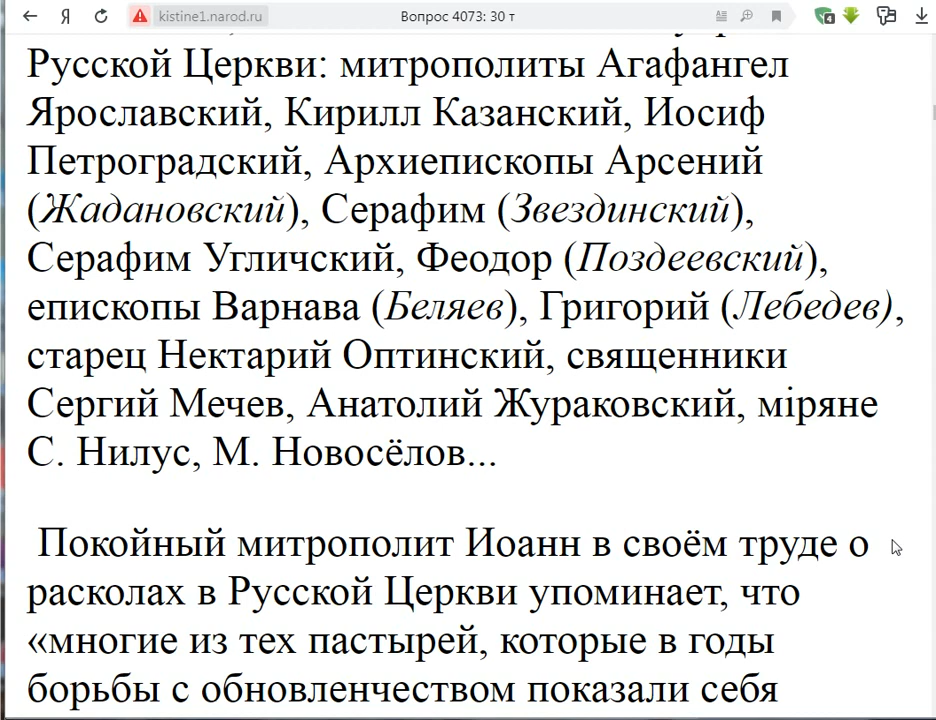 Я kistine1.narod.ru Вопрос 4073: 30 т 4
Русской Церкви: митрополиты Агафангел
Ярославский, Кирилл Казанский, Иосиф
Петроградский, Архиепископы Арсений
(Жадановский), Серафим (Звездинский),
Серафим Угличский, Феодор (Поздеевский),
епископы Варнава (Беляев), Григорий (Лебедев),
старец Нектарий Оптинский, священники
Сергий Мечев, Анатолий Жураковский, мiряне
С. Нилус, М. Новосёлов...
Покойный митрополит Иоанн в своём труде о
расколах в Русской Церкви упоминает, что
«многие из тех пастырей, которые в годы
борьбы с обновленчеством показали себя